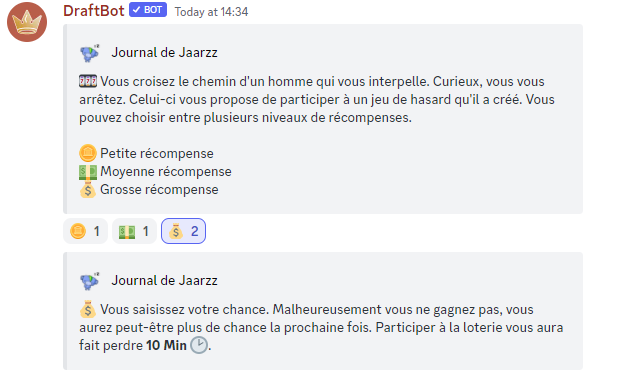 DraftBot ✓ BOT Today at 14:34
Journal de Jaarzz
🎰 Vous croisez le chemin d'un homme qui vous interpelle. Curieux, vous vous
arrêtez. Celui-ci vous propose de participer à un jeu de hasard qu'il a créé. Vous
pouvez choisir entre plusieurs niveaux de récompenses.
🪙 Petite récompense
💵 Moyenne récompense
💰 Grosse récompense
🪙 1 💵 1 💰 2
Journal de Jaarzz
💰 Vous saisissez votre chance. Malheureusement vous ne gagnez pas, vous
aurez peut-être plus de chance la prochaine fois. Participer à la loterie vous aura
fait perdre 10 Min 🕑.